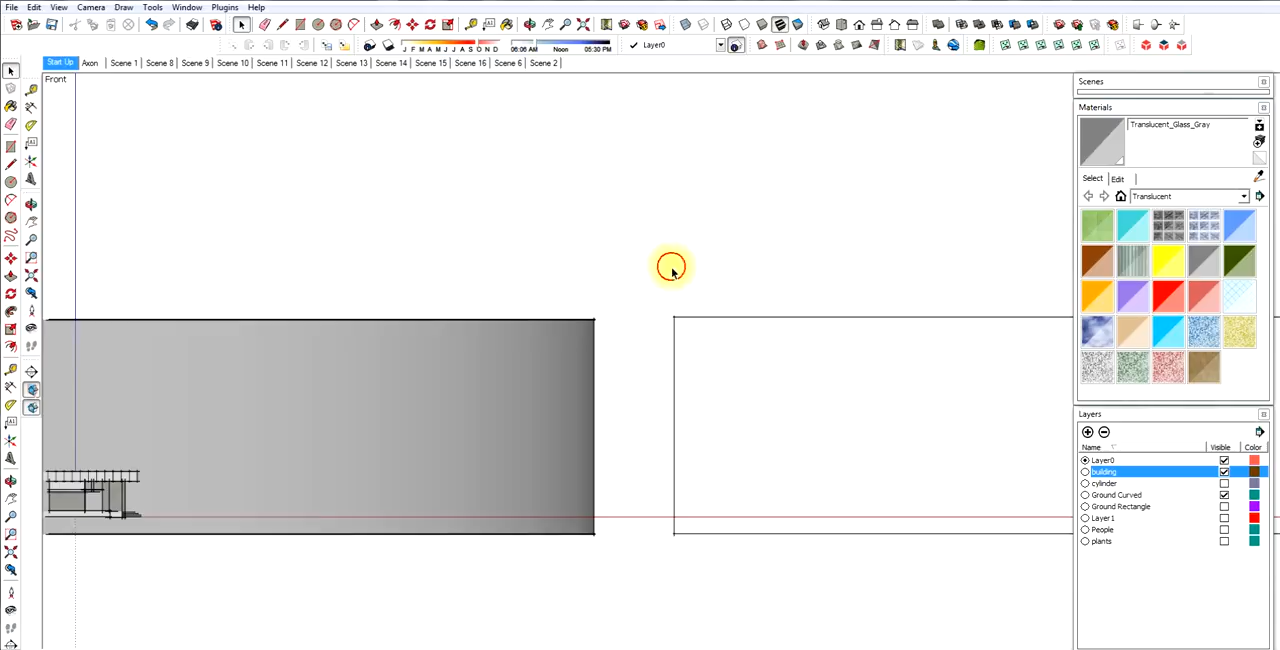 File Edit View Camera Draw Tools Window Plugins Help
J F M A M J J A S O N D 06:06 AM Noon 05:30 PM Layer0
Start Up Axon Scene 1 Scene 8 Scene 9 Scene 10 Scene 11 Scene 12 Scene 13 Scene 14 Scene 15 Scene 16 Scene 6 Scene 2
Front
Scenes
Materials
Translucent_Glass_Gray
Select Edit
Translucent
Layers
Name Visible Color
Layer0
building
cylinder
Ground Curved
Ground Rectangle
Layer1
People
plants